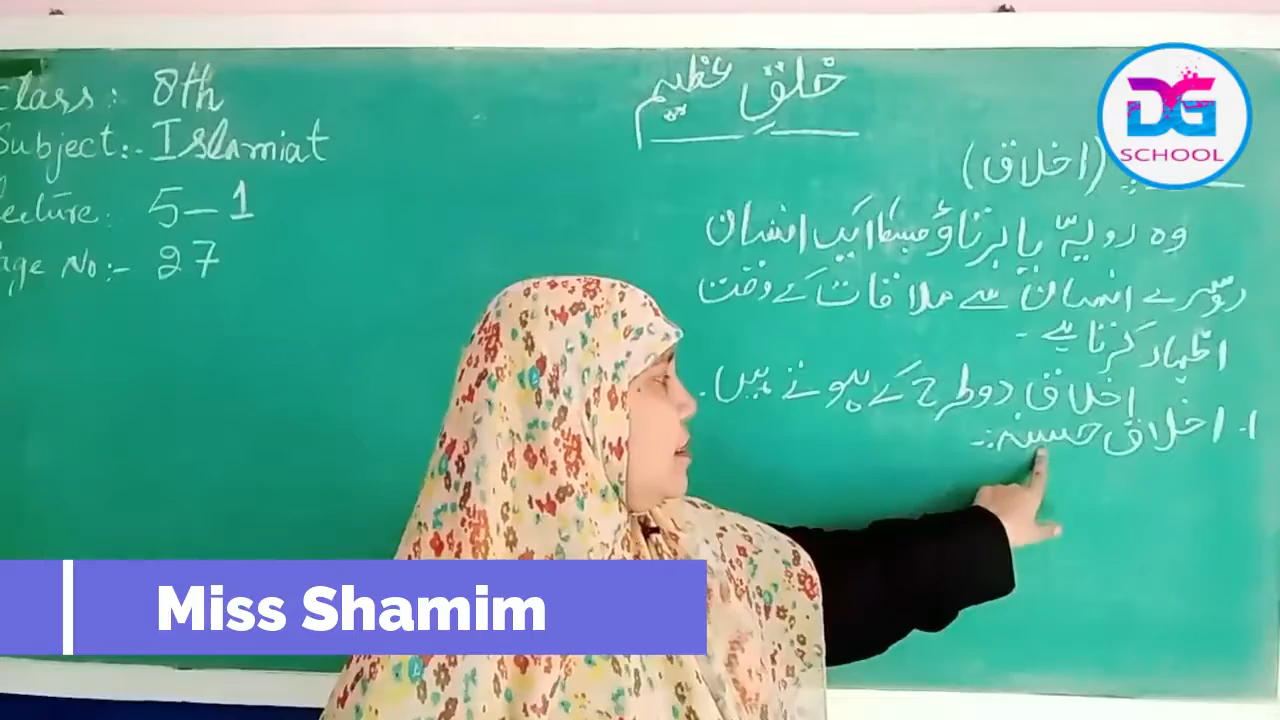 Class: 8th
Subject:- Islamiat
Lecture: 5-1
Page No:- 27
خلقِ عظیم
DG
SCHOOL
(اخلاق)
وہ رویہّ یا برتاؤ جسکا ایک انسان
دوسرے انسان سے ملاقات کے وقت
اظہار کرتا ہے۔
اخلاق دو طرح کے ہوتے ہیں۔
۱۔ اخلاق حسنہ:-
Miss Shamim